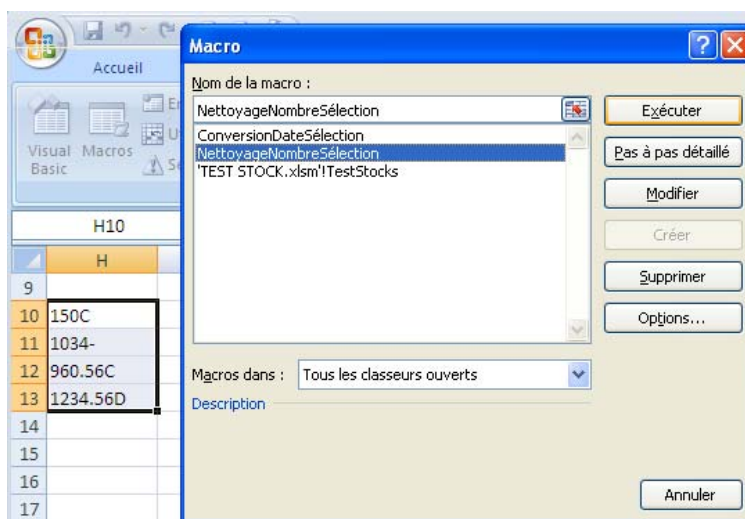 Macro
Accueil
Nom de la macro :
NettoyageNombreSélection
ConversionDateSélection
NettoyageNombreSélection
'TEST STOCK.xlsm'!TestStocks
Exécuter
Pas à pas détaillé
Modifier
Créer
Supprimer
Options...
Macros dans : Tous les classeurs ouverts
Description
Annuler
Visual Basic
Macros
H10
H
9
10 150C
11 1034-
12 960.56C
13 1234.56D
14
15
16
17